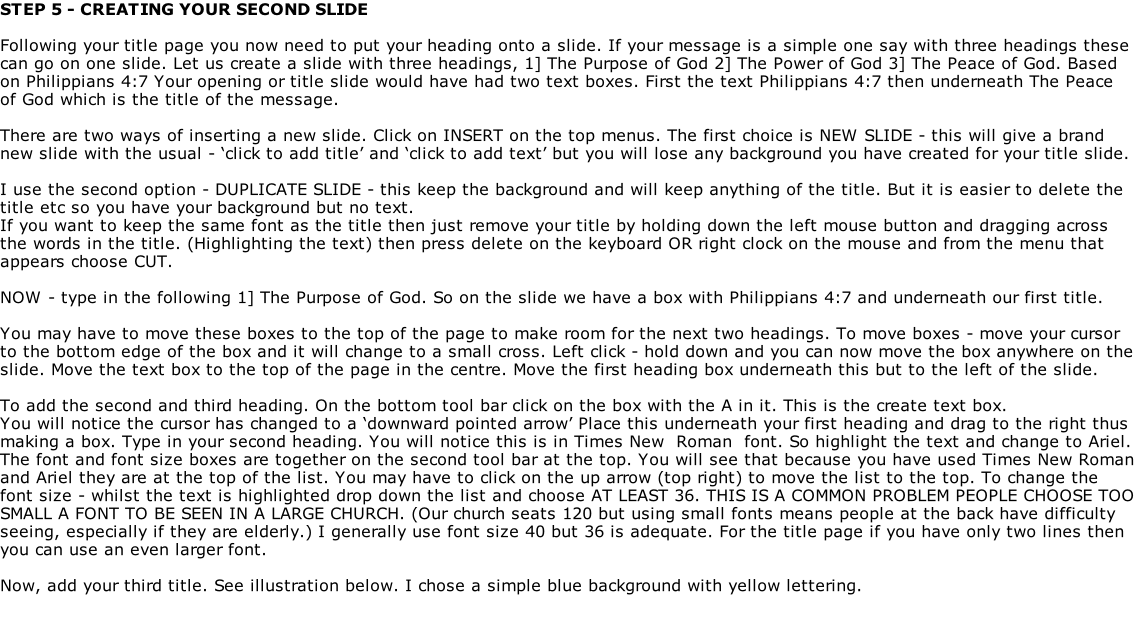 STEP 5 - CREATING YOUR SECOND SLIDE
Following your title page you now need to put your heading onto a slide. If your message is a simple one say with three headings these
can go on one slide. Let us create a slide with three headings, 1] The Purpose of God 2] The Power of God 3] The Peace of God. Based
on Philippians 4:7 Your opening or title slide would have had two text boxes. First the text Philippians 4:7 then underneath The Peace
of God which is the title of the message.
There are two ways of inserting a new slide. Click on INSERT on the top menus. The first choice is NEW SLIDE - this will give a brand
new slide with the usual - ‘click to add title’ and ‘click to add text’ but you will lose any background you have created for your title slide.
I use the second option - DUPLICATE SLIDE - this keep the background and will keep anything of the title. But it is easier to delete the
title etc so you have your background but no text.
If you want to keep the same font as the title then just remove your title by holding down the left mouse button and dragging across
the words in the title. (Highlighting the text) then press delete on the keyboard OR right clock on the mouse and from the menu that
appears choose CUT.
NOW - type in the following 1] The Purpose of God. So on the slide we have a box with Philippians 4:7 and underneath our first title.
You may have to move these boxes to the top of the page to make room for the next two headings. To move boxes - move your cursor
to the bottom edge of the box and it will change to a small cross. Left click - hold down and you can now move the box anywhere on the
slide. Move the text box to the top of the page in the centre. Move the first heading box underneath this but to the left of the slide.
To add the second and third heading. On the bottom tool bar click on the box with the A in it. This is the create text box.
You will notice the cursor has changed to a ‘downward pointed arrow’ Place this underneath your first heading and drag to the right thus
making a box. Type in your second heading. You will notice this is in Times New Roman font. So highlight the text and change to Ariel.
The font and font size boxes are together on the second tool bar at the top. You will see that because you have used Times New Roman
and Ariel they are at the top of the list. You may have to click on the up arrow (top right) to move the list to the top. To change the
font size - whilst the text is highlighted drop down the list and choose AT LEAST 36. THIS IS A COMMON PROBLEM PEOPLE CHOOSE TOO
SMALL A FONT TO BE SEEN IN A LARGE CHURCH. (Our church seats 120 but using small fonts means people at the back have difficulty
seeing, especially if they are elderly.) I generally use font size 40 but 36 is adequate. For the title page if you have only two lines then
you can use an even larger font.
Now, add your third title. See illustration below. I chose a simple blue background with yellow lettering.